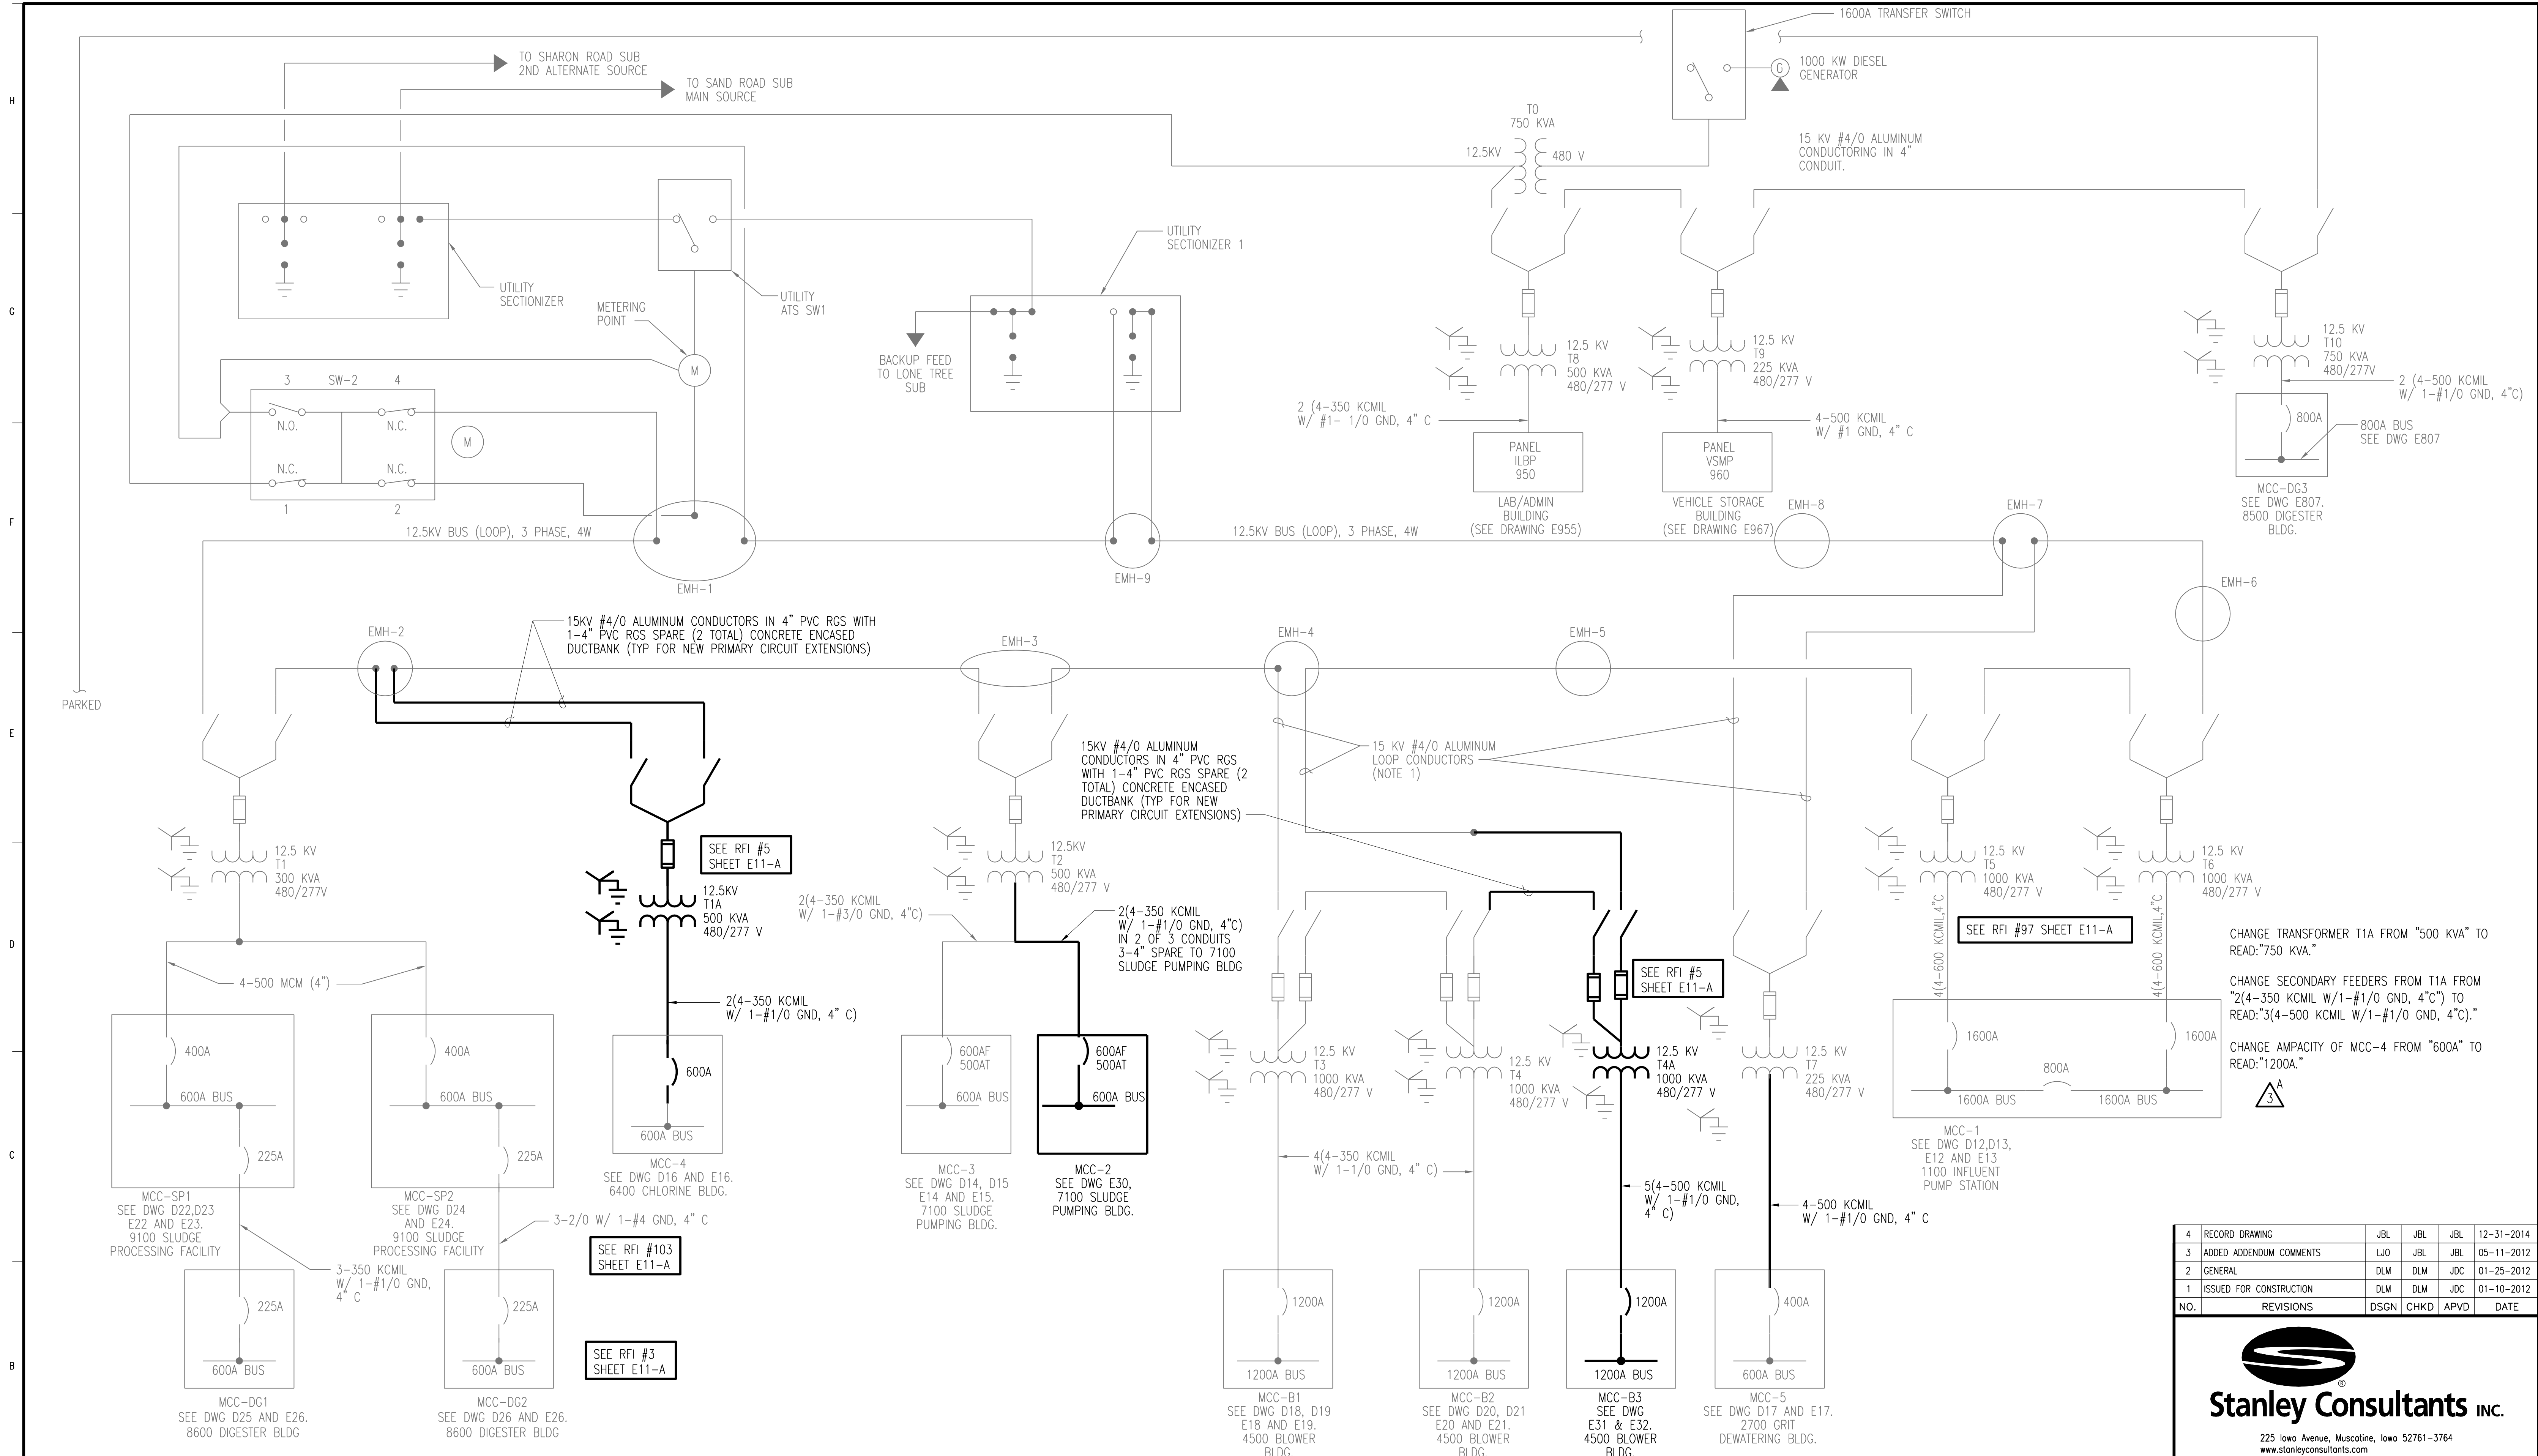 1600A TRANSFER SWITCH
TO SHARON ROAD SUB
2ND ALTERNATE SOURCE
TO SAND ROAD SUB
MAIN SOURCE
G
1000 KW DIESEL
GENERATOR
H
TO
750 KVA
12.5KV
480 V
15 KV #4/0 ALUMINUM
CONDUCTORING IN 4"
CONDUIT.
UTILITY
SECTIONIZER
UTILITY
ATS SW1
UTILITY
SECTIONIZER 1
METERING
POINT
M
G
BACKUP FEED
TO LONE TREE
SUB
3 SW-2 4
N.O.
N.C.
M
N.C.
N.C.
1
2
12.5 KV
T8
500 KVA
480/277 V
12.5 KV
T9
225 KVA
480/277 V
12.5 KV
T10
750 KVA
480/277V
2 (4-350 KCMIL
W/ #1- 1/0 GND, 4" C
4-500 KCMIL
W/ #1 GND, 4" C
2 (4-500 KCMIL
W/ 1-#1/0 GND, 4"C)
800A
800A BUS
SEE DWG E807
PANEL
ILBP
950
PANEL
VSMP
960
LAB/ADMIN
BUILDING
(SEE DRAWING E955)
VEHICLE STORAGE
BUILDING
(SEE DRAWING E967)
MCC-DG3
SEE DWG E807.
8500 DIGESTER
BLDG.
F
12.5KV BUS (LOOP), 3 PHASE, 4W
EMH-1
EMH-9
12.5KV BUS (LOOP), 3 PHASE, 4W
EMH-8
EMH-7
EMH-6
EMH-2
15KV #4/0 ALUMINUM CONDUCTORS IN 4" PVC RGS WITH
1-4" PVC RGS SPARE (2 TOTAL) CONCRETE ENCASED
DUCTBANK (TYP FOR NEW PRIMARY CIRCUIT EXTENSIONS)
EMH-3
EMH-4
EMH-5
PARKED
E
15KV #4/0 ALUMINUM
CONDUCTORS IN 4" PVC RGS
WITH 1-4" PVC RGS SPARE (2
TOTAL) CONCRETE ENCASED
DUCTBANK (TYP FOR NEW
PRIMARY CIRCUIT EXTENSIONS)
15 KV #4/0 ALUMINUM
LOOP CONDUCTORS
(NOTE 1)
12.5 KV
T1
300 KVA
480/277V
SEE RFI #5
SHEET E11-A
12.5KV
T1A
500 KVA
480/277 V
12.5KV
T2
500 KVA
480/277 V
12.5 KV
T5
1000 KVA
480/277 V
12.5 KV
T6
1000 KVA
480/277 V
2(4-350 KCMIL
W/ 1-#3/0 GND, 4"C)
2(4-350 KCMIL
W/ 1-#1/0 GND, 4"C)
IN 2 OF 3 CONDUITS
3-4" SPARE TO 7100
SLUDGE PUMPING BLDG
4(4-600 KCMIL,4"C
4(4-600 KCMIL,4"C
SEE RFI #97 SHEET E11-A
D
CHANGE TRANSFORMER T1A FROM "500 KVA" TO
READ:"750 KVA."
CHANGE SECONDARY FEEDERS FROM T1A FROM
"2(4-350 KCMIL W/1-#1/0 GND, 4"C") TO
READ:"3(4-500 KCMIL W/1-#1/0 GND, 4"C)."
CHANGE AMPACITY OF MCC-4 FROM "600A" TO
READ:"1200A."
3
A
4-500 MCM (4")
2(4-350 KCMIL
W/ 1-#1/0 GND, 4" C)
SEE RFI #5
SHEET E11-A
400A
600A BUS
225A
400A
600A BUS
225A
600A
600A BUS
600AF
500AT
600A BUS
600AF
500AT
600A BUS
12.5 KV
T3
1000 KVA
480/277 V
12.5 KV
T4
1000 KVA
480/277 V
12.5 KV
T4A
1000 KVA
480/277 V
12.5 KV
T7
225 KVA
480/277 V
1600A
800A
1600A
1600A BUS
1600A BUS
C
MCC-SP1
SEE DWG D22,D23
E22 AND E23.
9100 SLUDGE
PROCESSING FACILITY
MCC-SP2
SEE DWG D24
AND E24.
9100 SLUDGE
PROCESSING FACILITY
MCC-4
SEE DWG D16 AND E16.
6400 CHLORINE BLDG.
MCC-3
SEE DWG D14, D15
E14 AND E15.
7100 SLUDGE
PUMPING BLDG.
MCC-2
SEE DWG E30,
7100 SLUDGE
PUMPING BLDG.
4(4-350 KCMIL
W/ 1-1/0 GND, 4" C)
5(4-500 KCMIL
W/ 1-#1/0 GND,
4" C)
4-500 KCMIL
W/ 1-#1/0 GND, 4" C
MCC-1
SEE DWG D12,D13,
E12 AND E13
1100 INFLUENT
PUMP STATION
3-350 KCMIL
W/ 1-#1/0 GND,
4" C
3-2/0 W/ 1-#4 GND, 4" C
SEE RFI #103
SHEET E11-A
225A
600A BUS
225A
600A BUS
SEE RFI #3
SHEET E11-A
B
MCC-DG1
SEE DWG D25 AND E26.
8600 DIGESTER BLDG
MCC-DG2
SEE DWG D26 AND E26.
8600 DIGESTER BLDG
1200A
1200A BUS
1200A
1200A BUS
1200A
1200A BUS
400A
600A BUS
MCC-B1
SEE DWG D18, D19
E18 AND E19.
4500 BLOWER
BLDG.
MCC-B2
SEE DWG D20, D21
E20 AND E21.
4500 BLOWER
BLDG.
MCC-B3
SEE DWG
E31 & E32.
4500 BLOWER
BLDG.
MCC-5
SEE DWG D17 AND E17.
2700 GRIT
DEWATERING BLDG.
4 RECORD DRAWING JBL JBL JBL 12-31-2014
3 ADDED ADDENDUM COMMENTS LJO JBL JBL 05-11-2012
2 GENERAL DLM DLM JDC 01-25-2012
1 ISSUED FOR CONSTRUCTION DLM DLM JDC 01-10-2012
NO. REVISIONS DSGN CHKD APVD DATE
®
Stanley Consultants INC.
225 Iowa Avenue, Muscatine, Iowa 52761-3764
www.stanleyconsultants.com